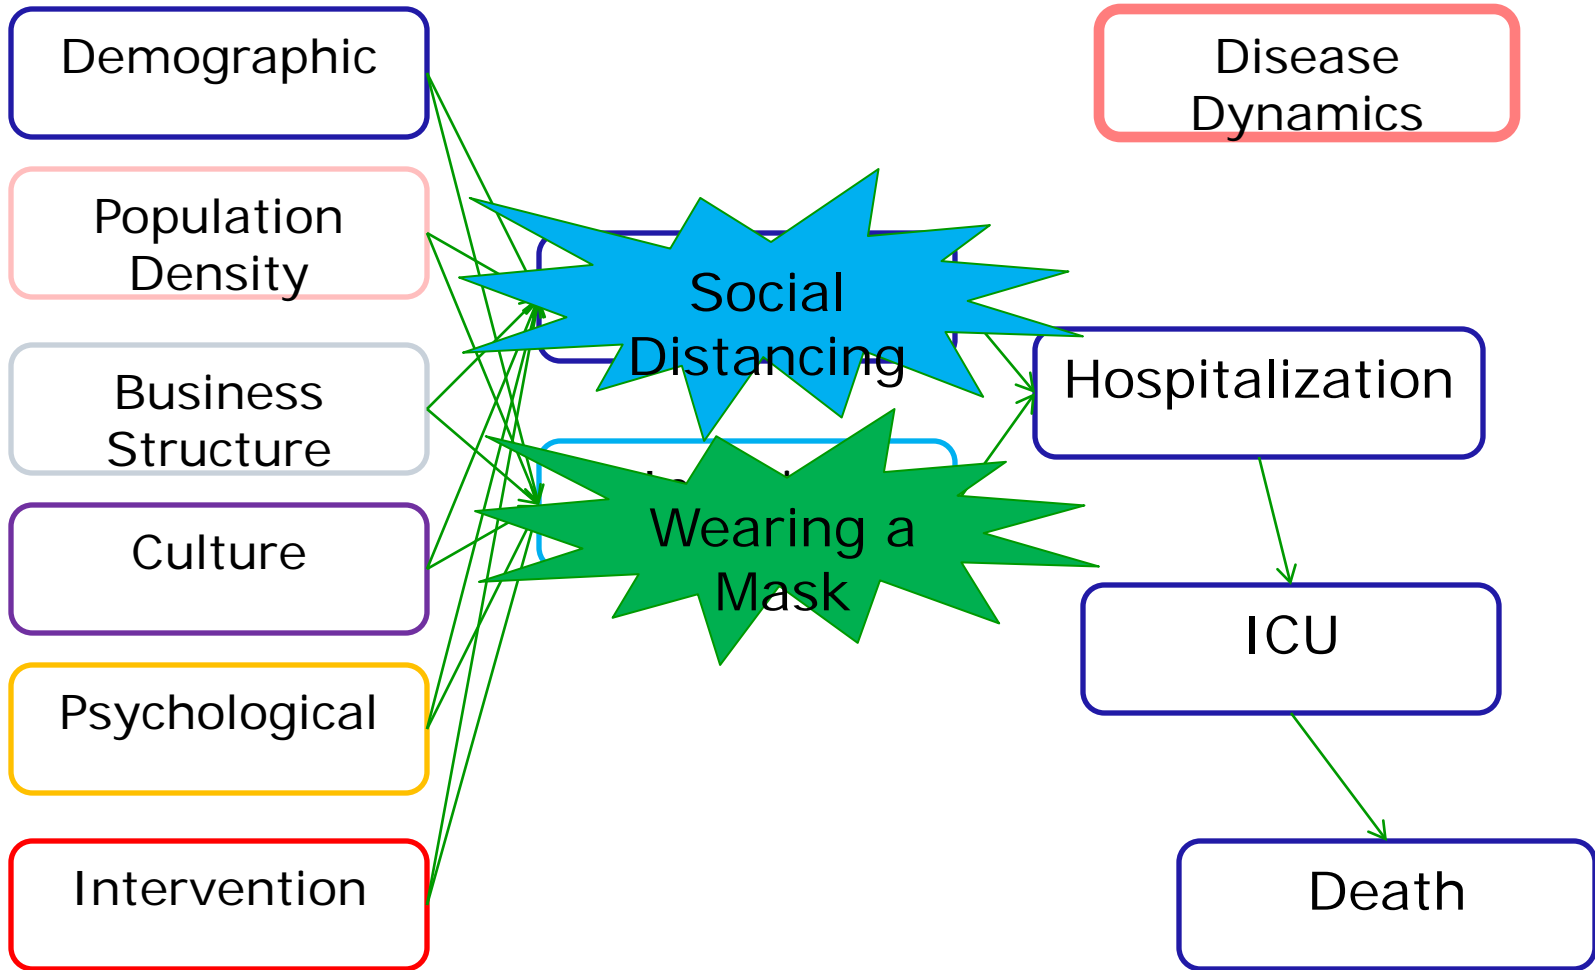 Demographic
Disease
Dynamics
Population
Density
Social
Distancing
Business
Structure
Hospitalization
Culture
Wearing a
Mask
ICU
Psychological
Intervention
Death